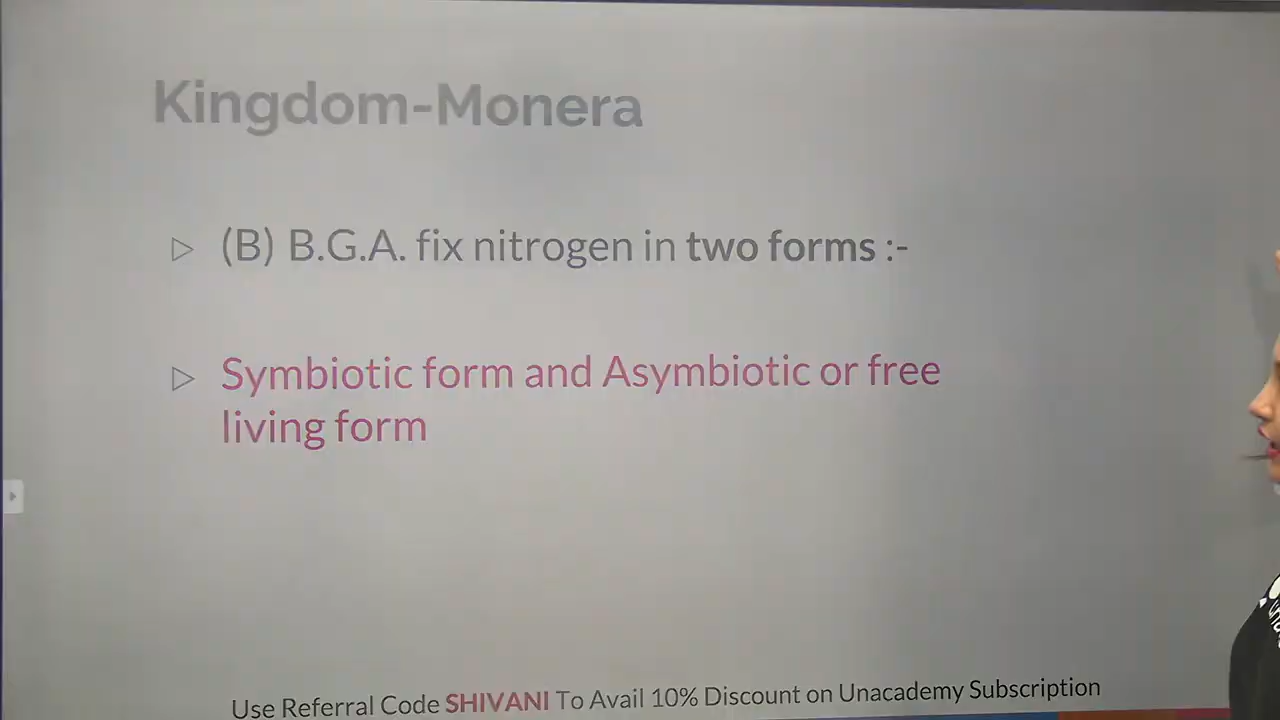 Kingdom-Monera
(B) B.G.A. fix nitrogen in two forms :-
Symbiotic form and Asymbiotic or free
living form
Use Referral Code SHIVANI To Avail 10% Discount on Unacademy Subscription